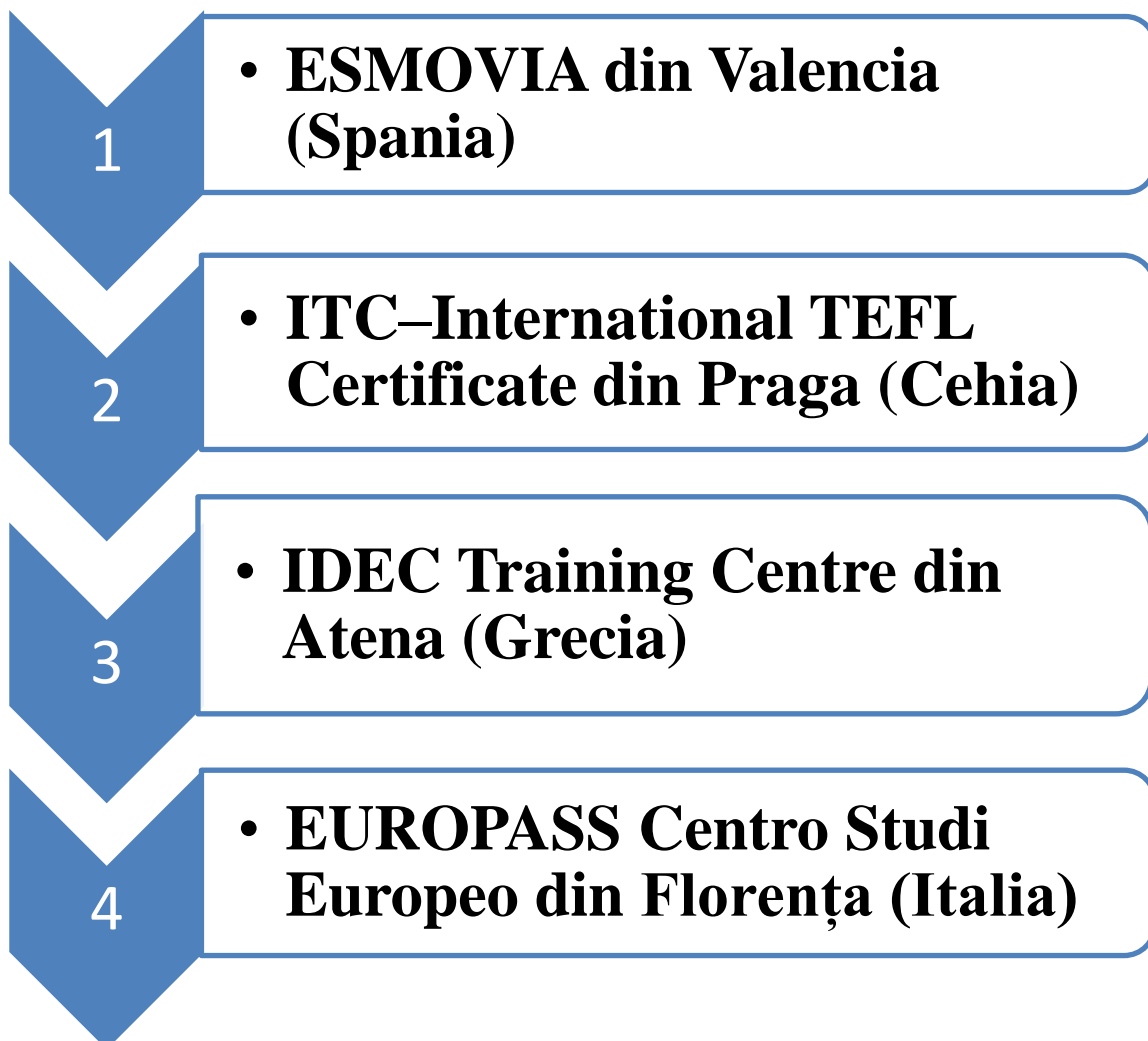 1
• ESMOVIA din Valencia
(Spania)
2
• ITC–International TEFL
Certificate din Praga (Cehia)
3
• IDEC Training Centre din
Atena (Grecia)
4
• EUROPASS Centro Studi
Europeo din Florența (Italia)